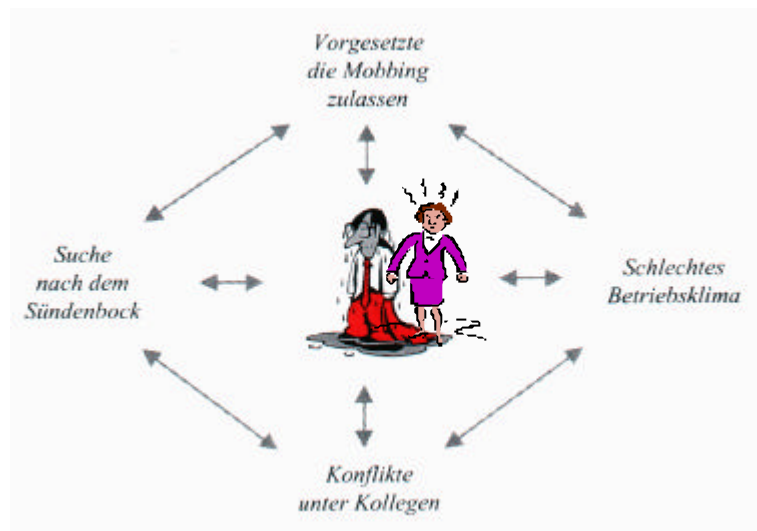 Vorgesetzte
die Mobbing
zulassen
Suche
nach dem
Sündenbock
Schlechtes
Betriebsklima
Konflikte
unter Kollegen